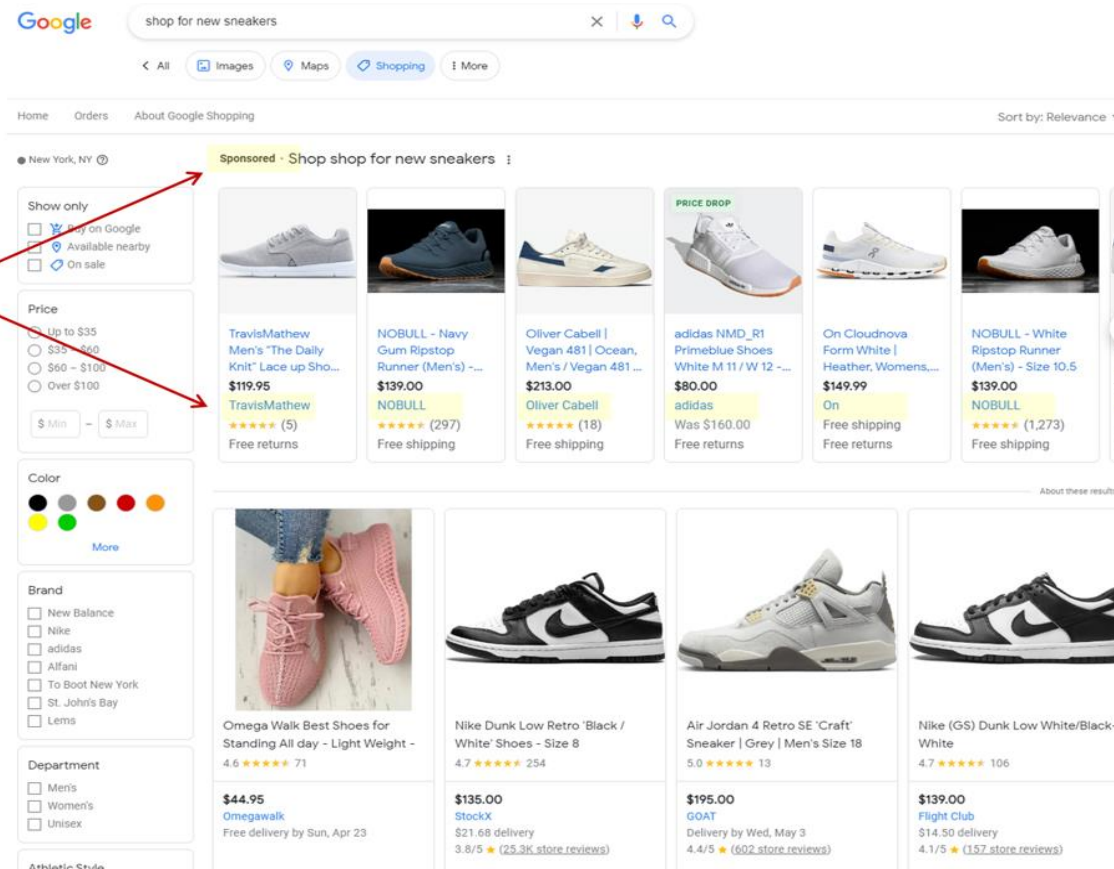 Google
shop for new sneakers
All
Images
Maps
Shopping
More
Home Orders About Google Shopping
Sort by: Relevance
New York, NY
Show only
Buy on Google
Available nearby
On sale
Price
Up to $35
$35 – $60
$60 – $100
Over $100
$ Min – $ Max
Color
More
Brand
New Balance
Nike
adidas
Alfani
To Boot New York
St. John's Bay
Lems
Department
Men's
Women's
Unisex
Athletic Style
Sponsored · Shop shop for new sneakers
TravisMathew
Men's "The Daily
Knit" Lace up Sho...
$119.95
TravisMathew
(5)
Free returns
NOBULL - Navy
Gum Ripstop
Runner (Men's) -...
$139.00
NOBULL
(297)
Free shipping
Oliver Cabell |
Vegan 481 | Ocean,
Men's / Vegan 481 ...
$213.00
Oliver Cabell
(18)
Free shipping
PRICE DROP
adidas NMD_R1
Primeblue Shoes
White M 11 / W 12 -...
$80.00
adidas
Was $160.00
Free returns
On Cloudnova
Form White |
Heather, Womens,...
$149.99
On
Free shipping
Free returns
NOBULL - White
Ripstop Runner
(Men's) - Size 10.5
$139.00
NOBULL
(1,273)
Free shipping
About these results
Omega Walk Best Shoes for
Standing All day - Light Weight -
4.6 ★★★★★ 71
$44.95
Omegawalk
Free delivery by Sun, Apr 23
Nike Dunk Low Retro 'Black /
White' Shoes - Size 8
4.7 ★★★★★ 254
$135.00
StockX
$21.68 delivery
3.8/5 ★ (25.3K store reviews)
Air Jordan 4 Retro SE 'Craft'
Sneaker | Grey | Men's Size 18
5.0 ★★★★★ 13
$195.00
GOAT
Delivery by Wed, May 3
4.4/5 ★ (602 store reviews)
Nike (GS) Dunk Low White/Black-
White
4.7 ★★★★★ 106
$139.00
Flight Club
$14.50 delivery
4.1/5 ★ (157 store reviews)